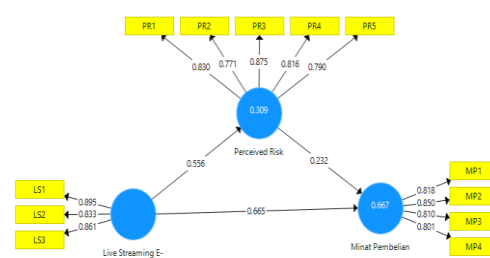 PR1 PR2 PR3 PR4 PR5
0.830 0.771 0.875 0.816 0.790
0.309
Perceived Risk
0.556 0.232
LS1
LS2
LS3
0.895
0.833
0.861
Live Streaming E-
0.665
0.667
Minat Pembelian
0.818
0.850
0.810
0.801
MP1
MP2
MP3
MP4